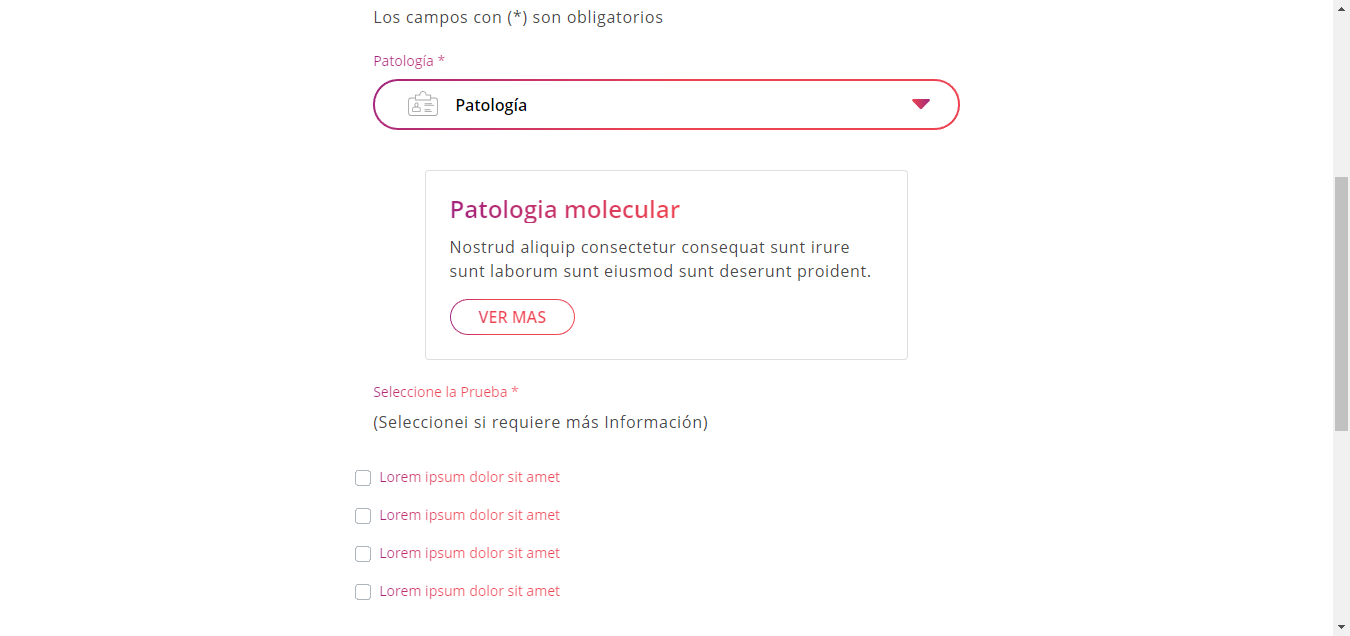 Los campos con (*) son obligatorios
Patología *
Patología
Patologia molecular
Nostrud aliquip consectetur consequat sunt irure
sunt laborum sunt eiusmod sunt deserunt proident.
VER MAS
Seleccione la Prueba *
(Seleccionei si requiere más Información)
Lorem ipsum dolor sit amet
Lorem ipsum dolor sit amet
Lorem ipsum dolor sit amet
Lorem ipsum dolor sit amet